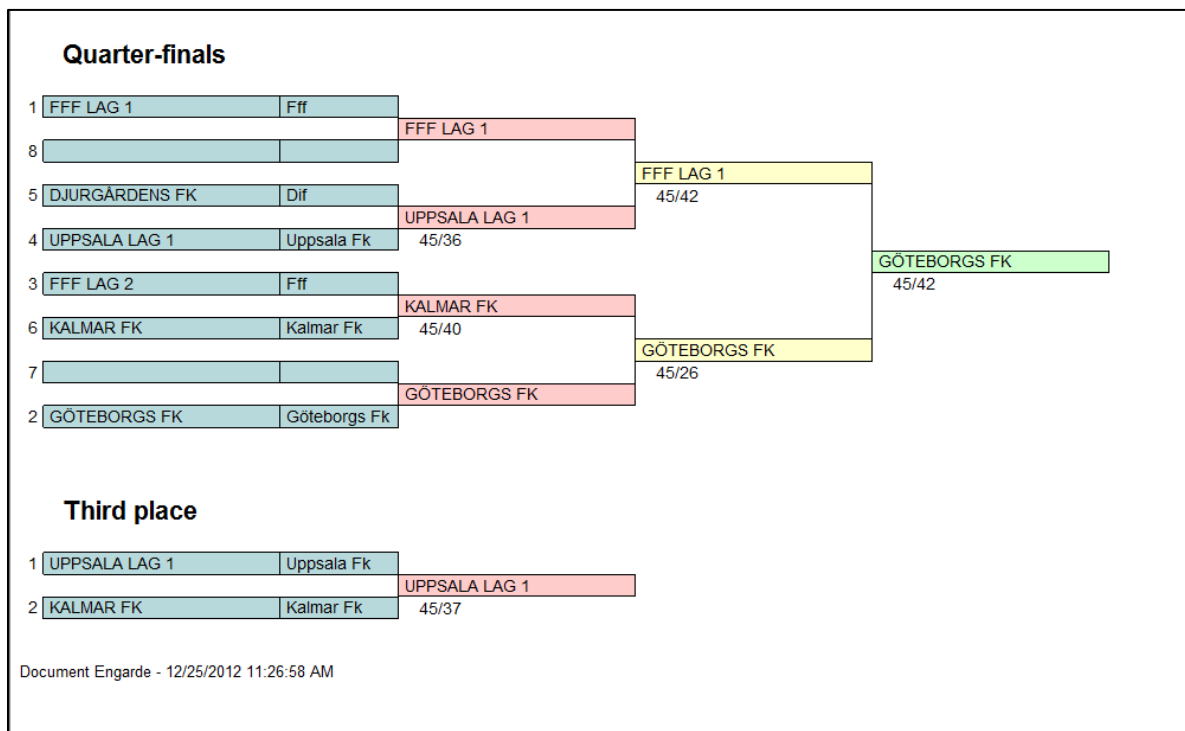 Quarter-finals
1 FFF LAG 1 Fff
FFF LAG 1
8
FFF LAG 1
5 DJURGÅRDENS FK Dif
45/42
UPPSALA LAG 1
4 UPPSALA LAG 1 Uppsala Fk
45/36
GÖTEBORGS FK
3 FFF LAG 2 Fff
45/42
KALMAR FK
6 KALMAR FK Kalmar Fk
45/40
GÖTEBORGS FK
7
45/26
GÖTEBORGS FK
2 GÖTEBORGS FK Göteborgs Fk
Third place
1 UPPSALA LAG 1 Uppsala Fk
UPPSALA LAG 1
2 KALMAR FK Kalmar Fk
45/37
Document Engarde - 12/25/2012 11:26:58 AM